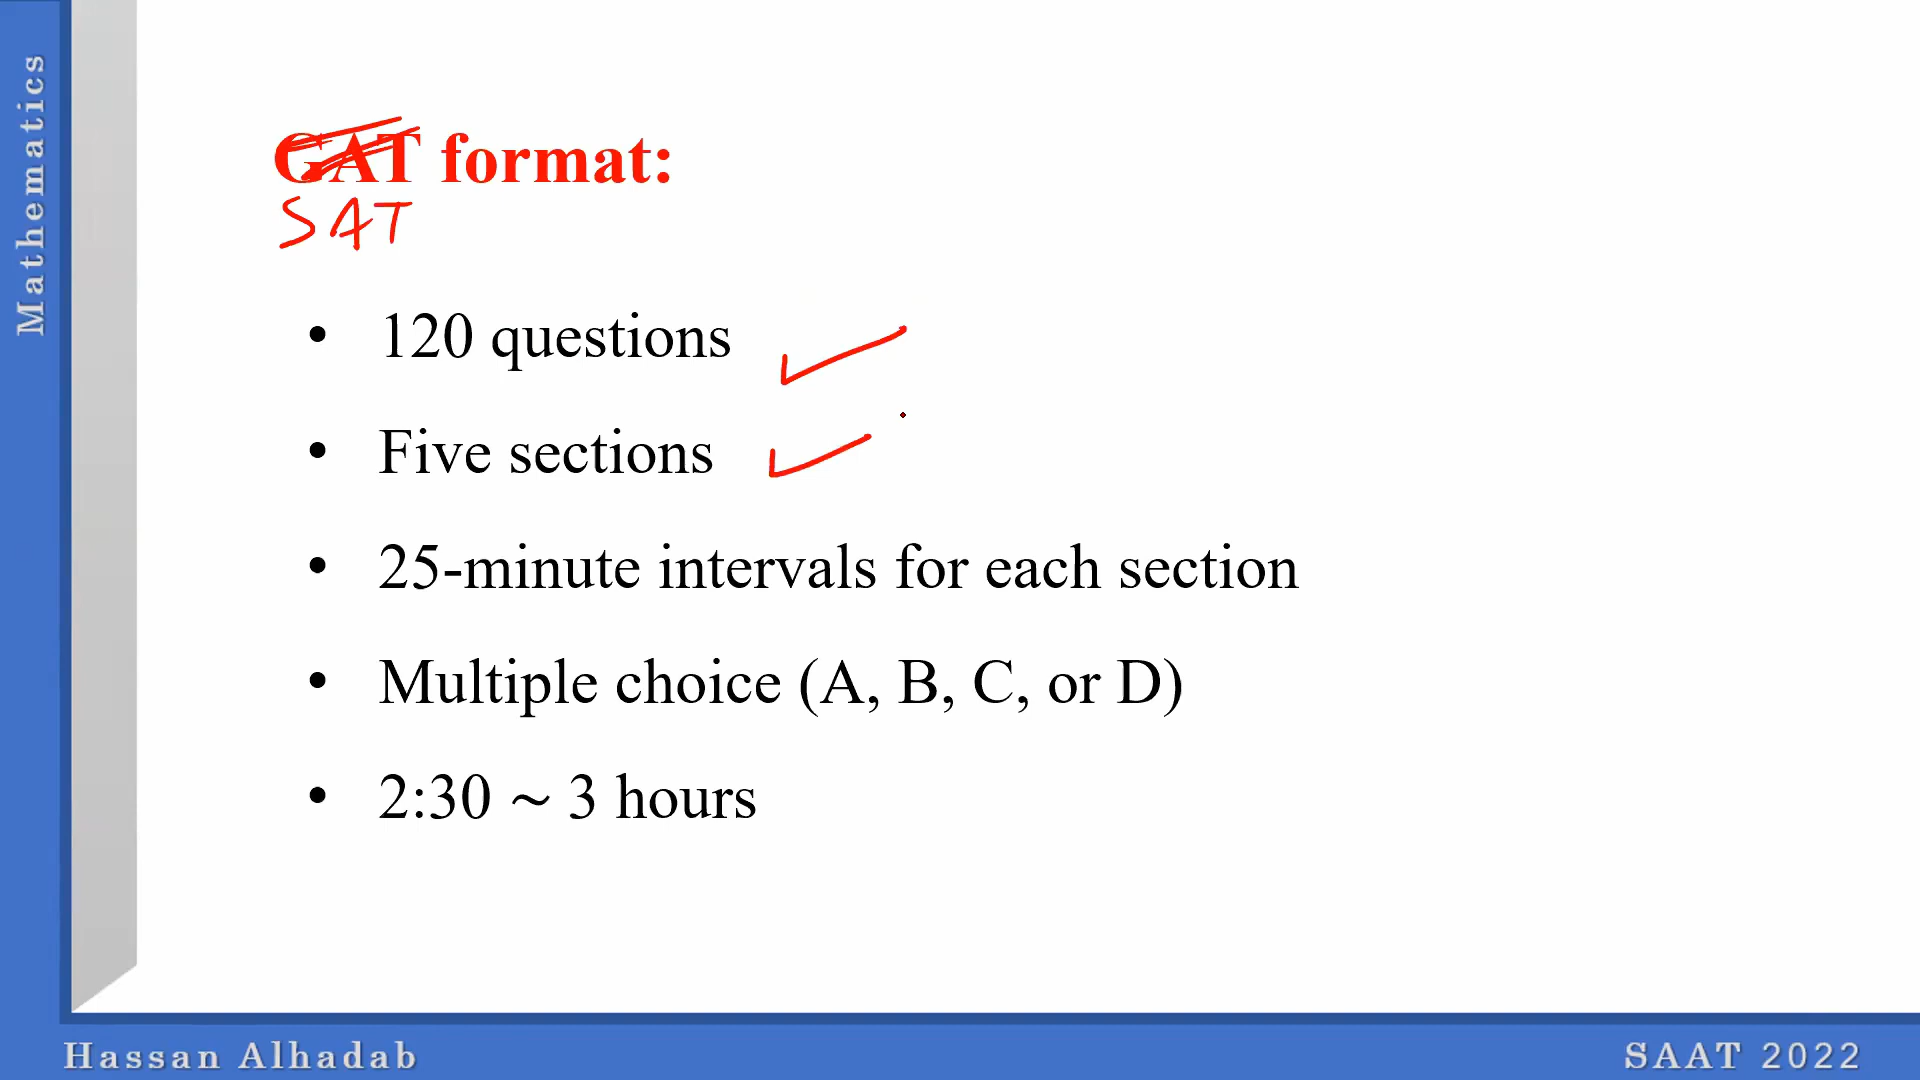 Mathematics
GAT format:
SAT
• 120 questions
• Five sections
• 25-minute intervals for each section
• Multiple choice (A, B, C, or D)
• 2:30 ~ 3 hours
Hassan Alhadab
SAAT 2022